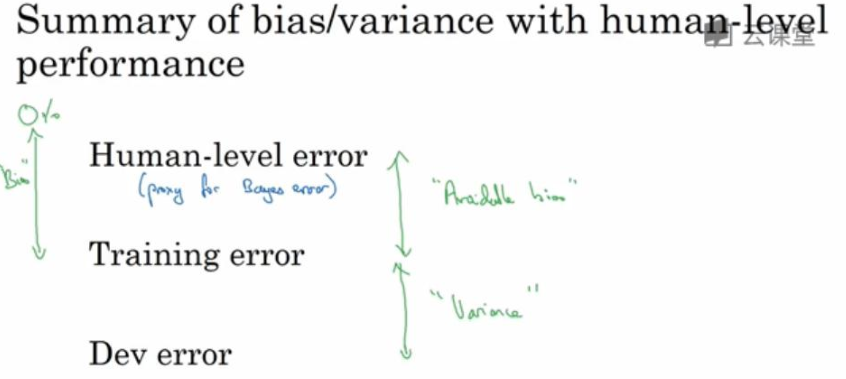 Summary of bias/variance with human-level
performance
云课堂
0%
"Bias"
Human-level error
(proxy for Bayes error)
"Avoidable bias"
Training error
"Variance"
Dev error